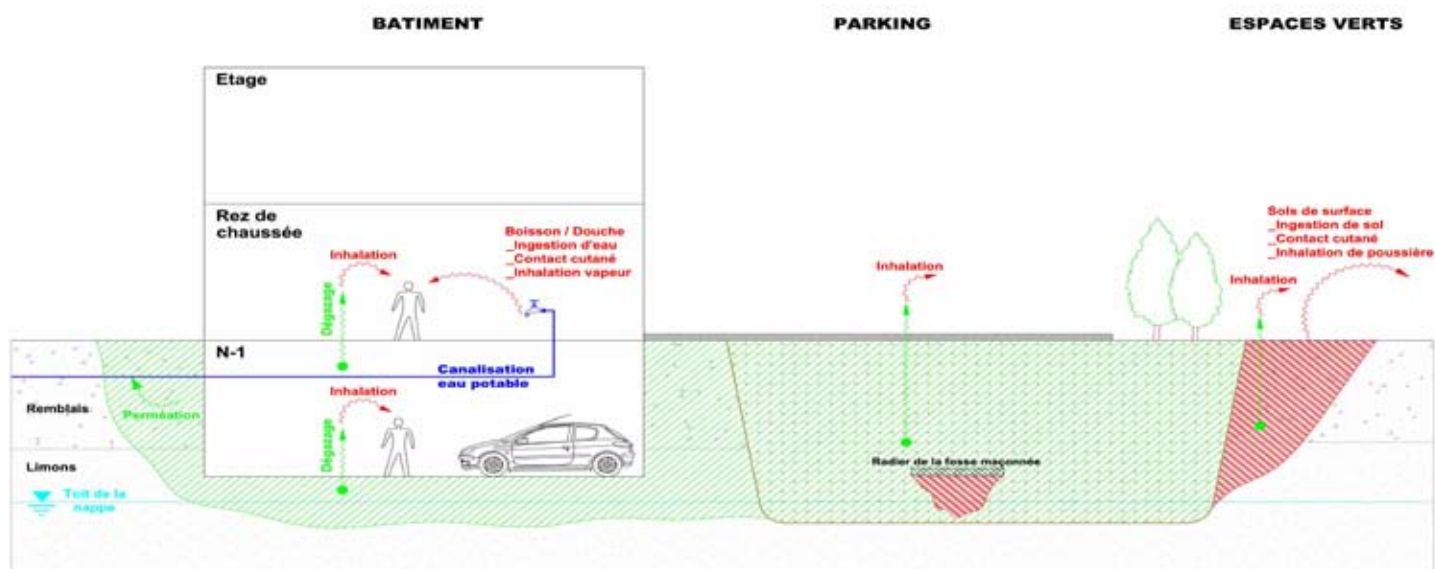 BATIMENT
PARKING
ESPACES VERTS
Etage
Rez de
chaussée
Inhalation
Dégazage
Boisson / Douche
_Ingestion d'eau
_Contact cutané
_Inhalation vapeur
Inhalation
Sols de surface
_Ingestion de sol
_Contact cutané
_Inhalation de poussière
Inhalation
N-1
Canalisation
eau potable
Inhalation
Dégazage
Perméation
Remblais
Limons
Toit de la
nappe
Radier de la fosse maçonnée